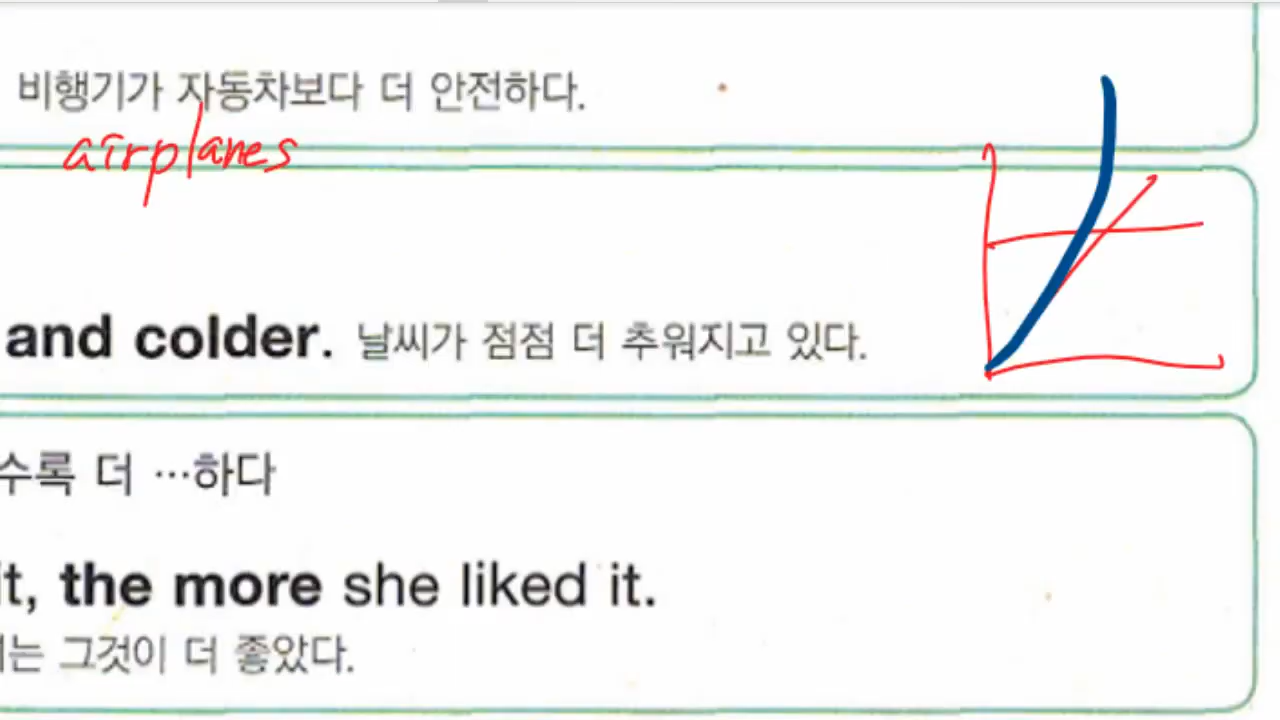 비행기가 자동차보다 더 안전하다.
airplanes
and colder. 날씨가 점점 더 추워지고 있다.
수록 더 …하다
it, the more she liked it.
는 그것이 더 좋았다.